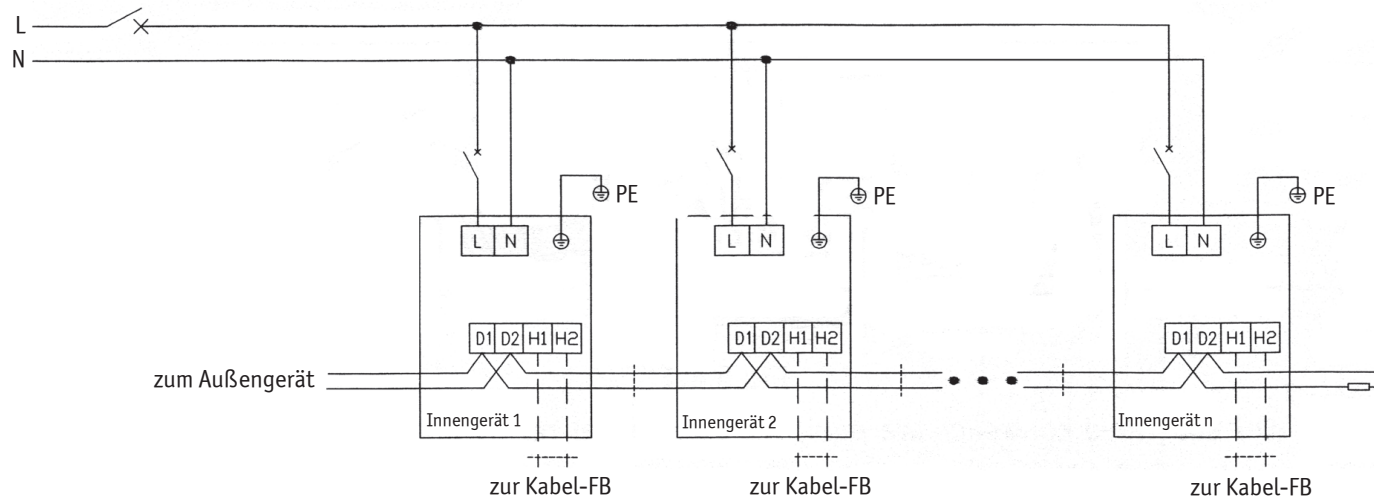 L
N
PE
PE
PE
L N
L N
L N
D1 D2 H1 H2
D1 D2 H1 H2
D1 D2 H1 H2
zum Außengerät
Innengerät 1
Innengerät 2
Innengerät n
zur Kabel-FB
zur Kabel-FB
zur Kabel-FB